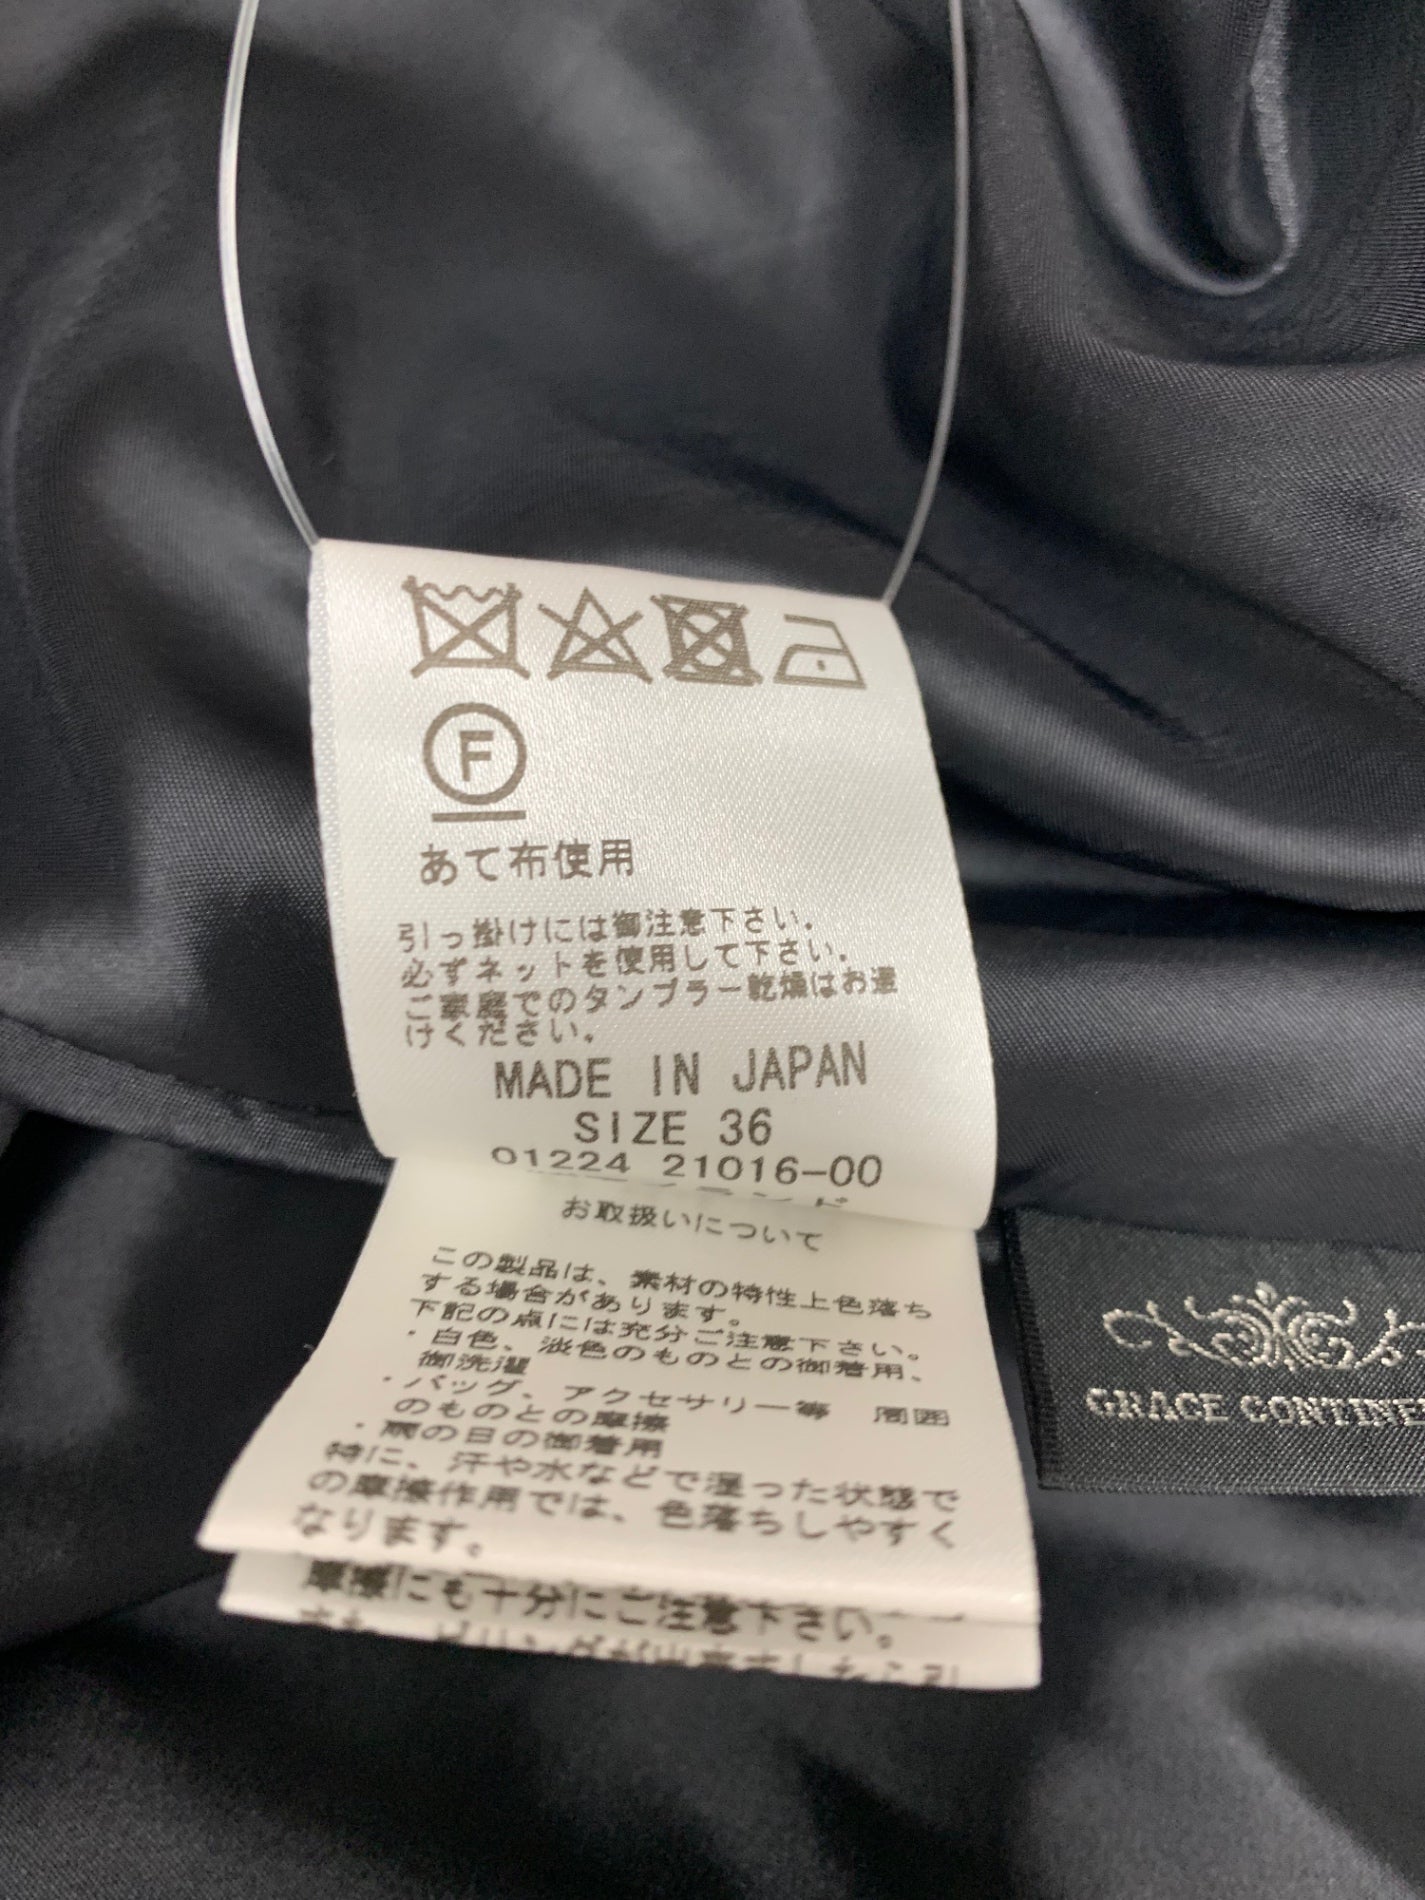 F
あて布使用
引っ掛けには御注意下さい。
必ずネットを使用して下さい。
ご家庭でのタンブラー乾燥はお避
けください。
MADE IN JAPAN
SIZE 36
01224 21016-00
お取扱いについて
この製品は、素材の特性上色落ち
する場合があります。
下記の点には充分ご注意下さい。
・白色、淡色のものとの御着用、
御洗濯
・バッグ、アクセサリー等 周囲
のものとの摩擦
・雨の日の御着用
特に、汗や水などで湿った状態で
の摩擦作用では、色落ちしやすく
なります。
摩擦にも十分にご注意下さい。
GRACE CONTINE